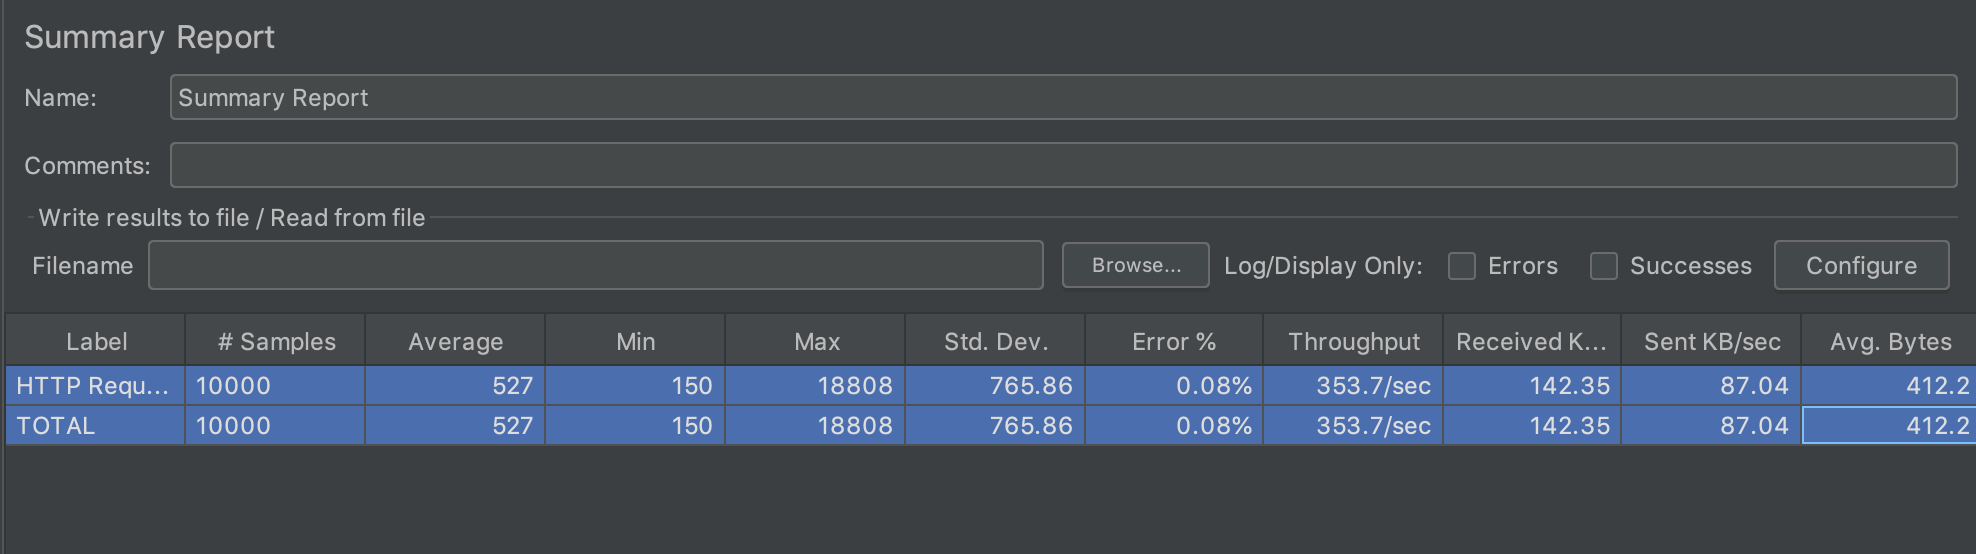 Summary Report
Name: Summary Report
Comments:
Write results to file / Read from file
Filename Browse... Log/Display Only: Errors Successes Configure
Label # Samples Average Min Max Std. Dev. Error % Throughput Received K... Sent KB/sec Avg. Bytes
HTTP Requ... 10000 527 150 18808 765.86 0.08% 353.7/sec 142.35 87.04 412.2
TOTAL 10000 527 150 18808 765.86 0.08% 353.7/sec 142.35 87.04 412.2